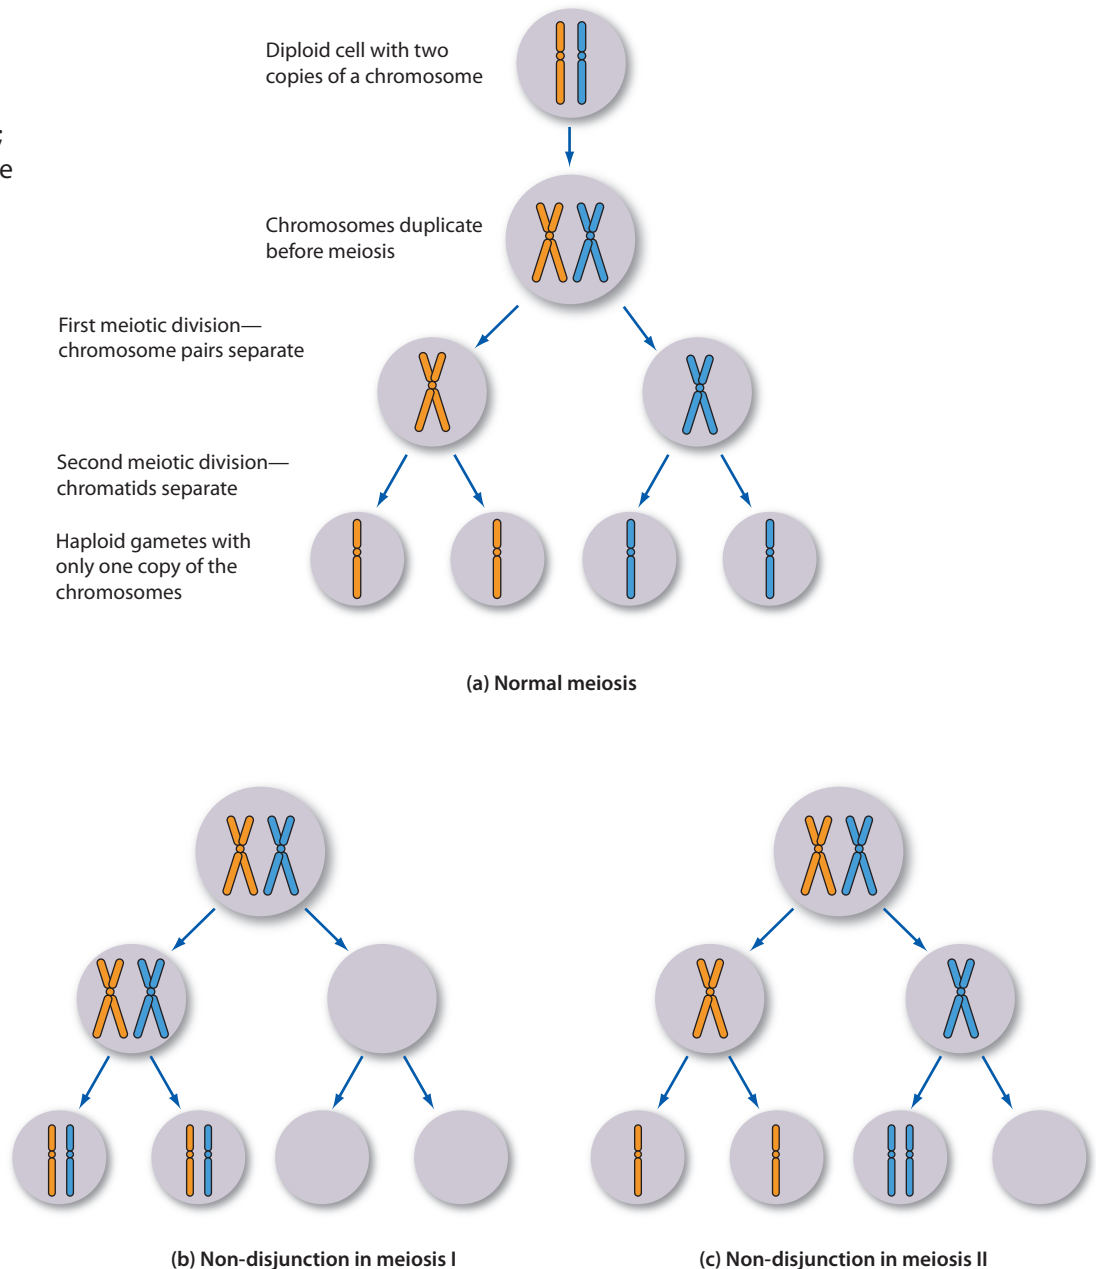 Diploid cell with two
copies of a chromosome
;
e
Chromosomes duplicate
before meiosis
First meiotic division—
chromosome pairs separate
Second meiotic division—
chromatids separate
Haploid gametes with
only one copy of the
chromosomes
(a) Normal meiosis
(b) Non-disjunction in meiosis I
(c) Non-disjunction in meiosis II